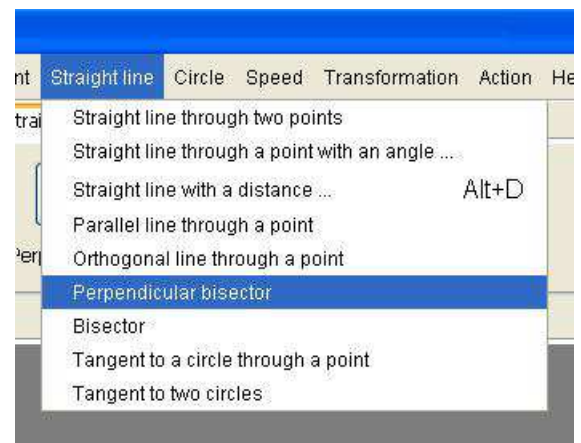 Straight line Circle Speed Transformation Action
Straight line through two points
Straight line through a point with an angle ...
Straight line with a distance ... Alt+D
Parallel line through a point
Orthogonal line through a point
Perpendicular bisector
Bisector
Tangent to a circle through a point
Tangent to two circles